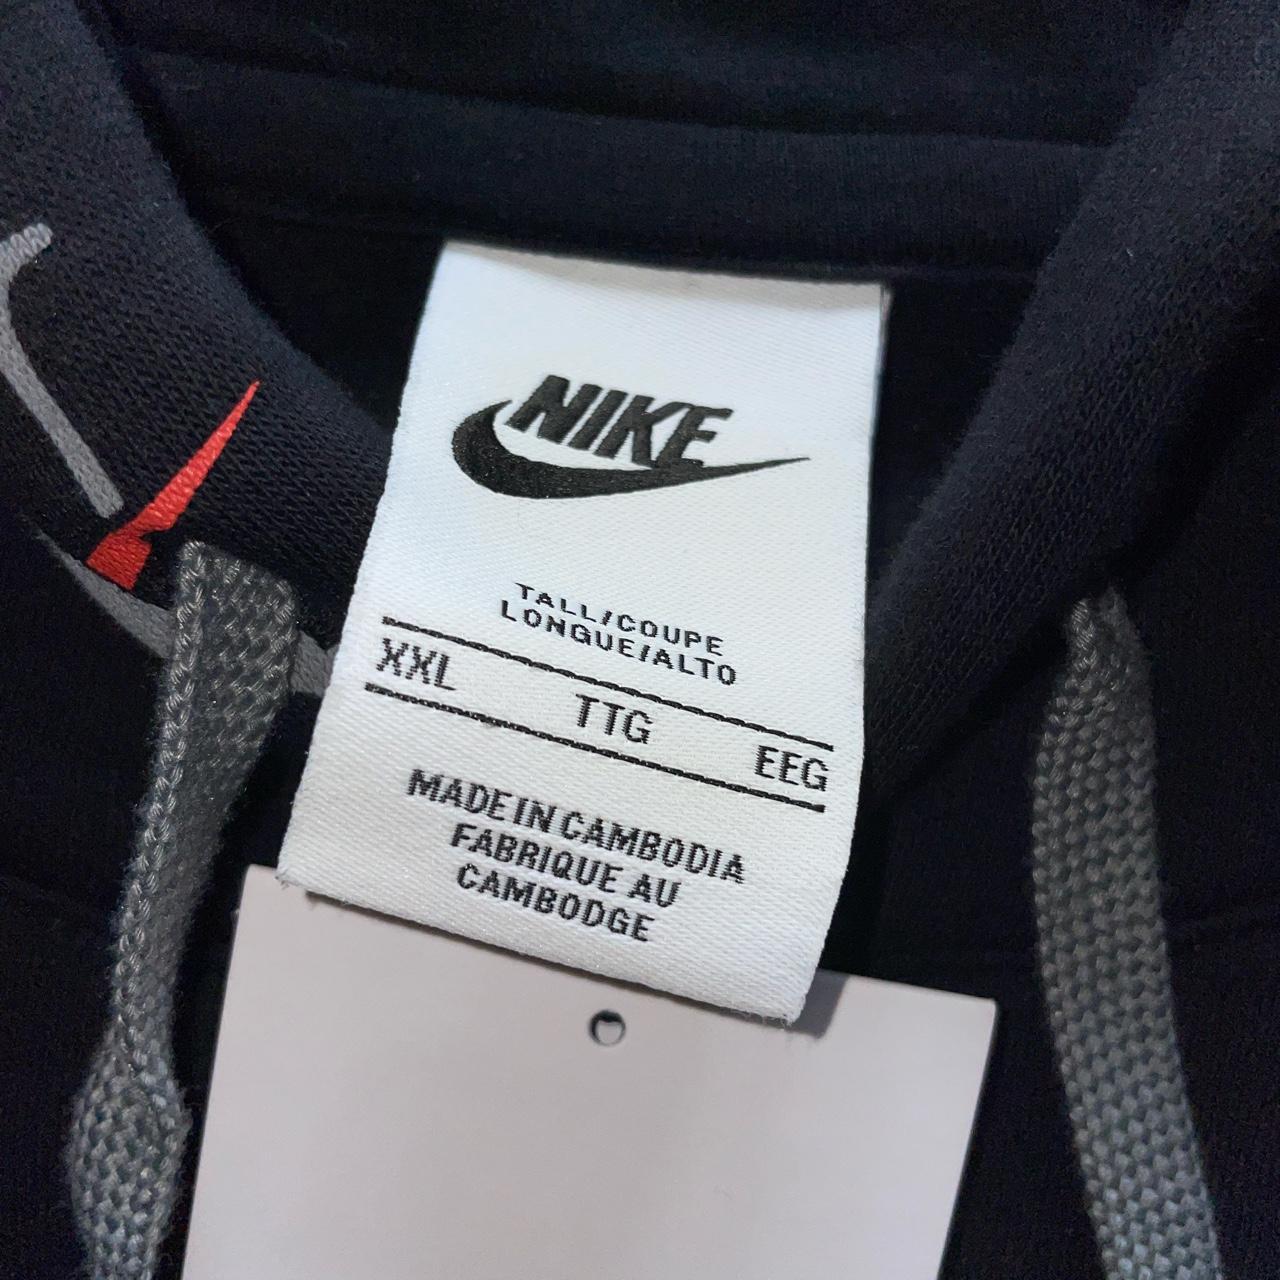 NIKE
TALL/COUPE
LONGUE/ALTO
XXL TTG EEG
MADE IN CAMBODIA
FABRIQUE AU
CAMBODGE